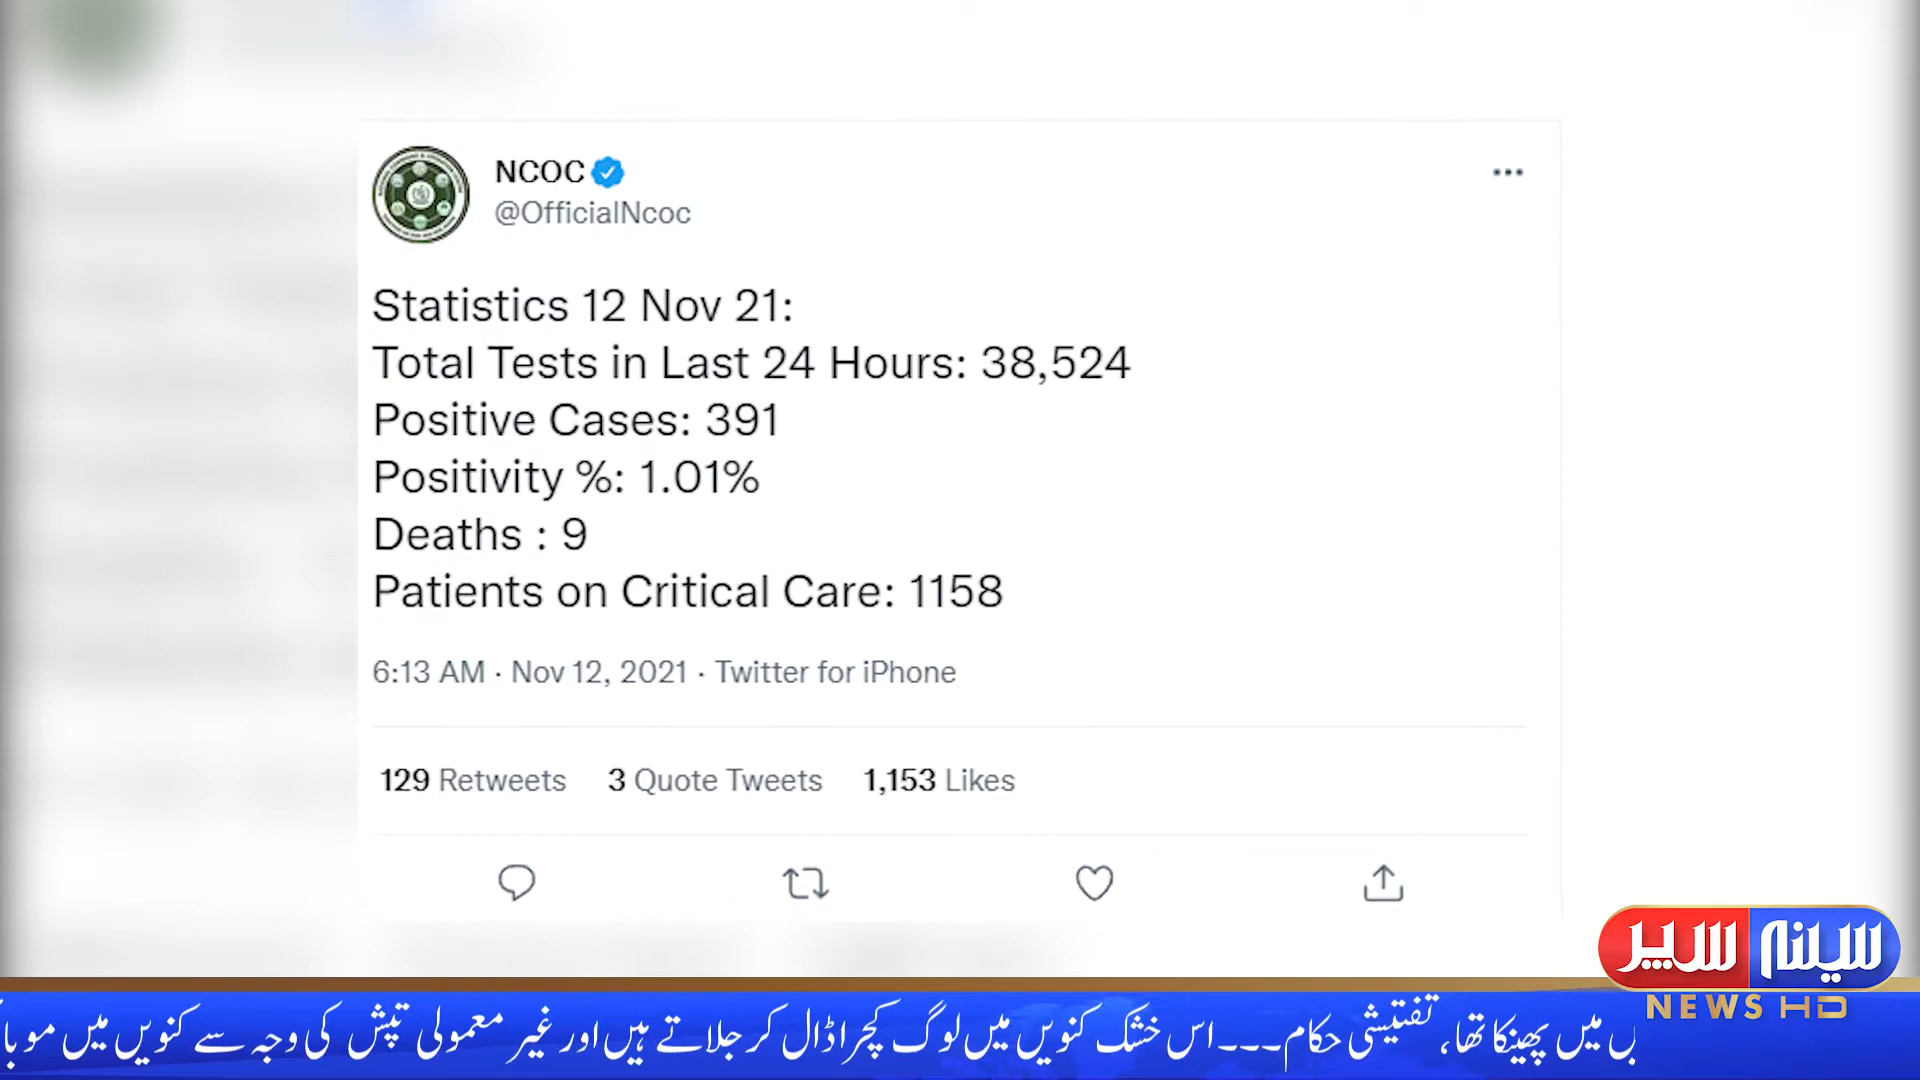 NCOC
@OfficialNcoc
Statistics 12 Nov 21:
Total Tests in Last 24 Hours: 38,524
Positive Cases: 391
Positivity %: 1.01%
Deaths : 9
Patients on Critical Care: 1158
6:13 AM · Nov 12, 2021 · Twitter for iPhone
129 Retweets 3 Quote Tweets 1,153 Likes
NEWS HD
میں پھینکا تھا، تفتیشی حکام۔۔۔اس خشک کنویں میں لوگ کچرا ڈال کر جلاتے ہیں اور غیر معمولی تپش کی وجہ سے کنویں میں